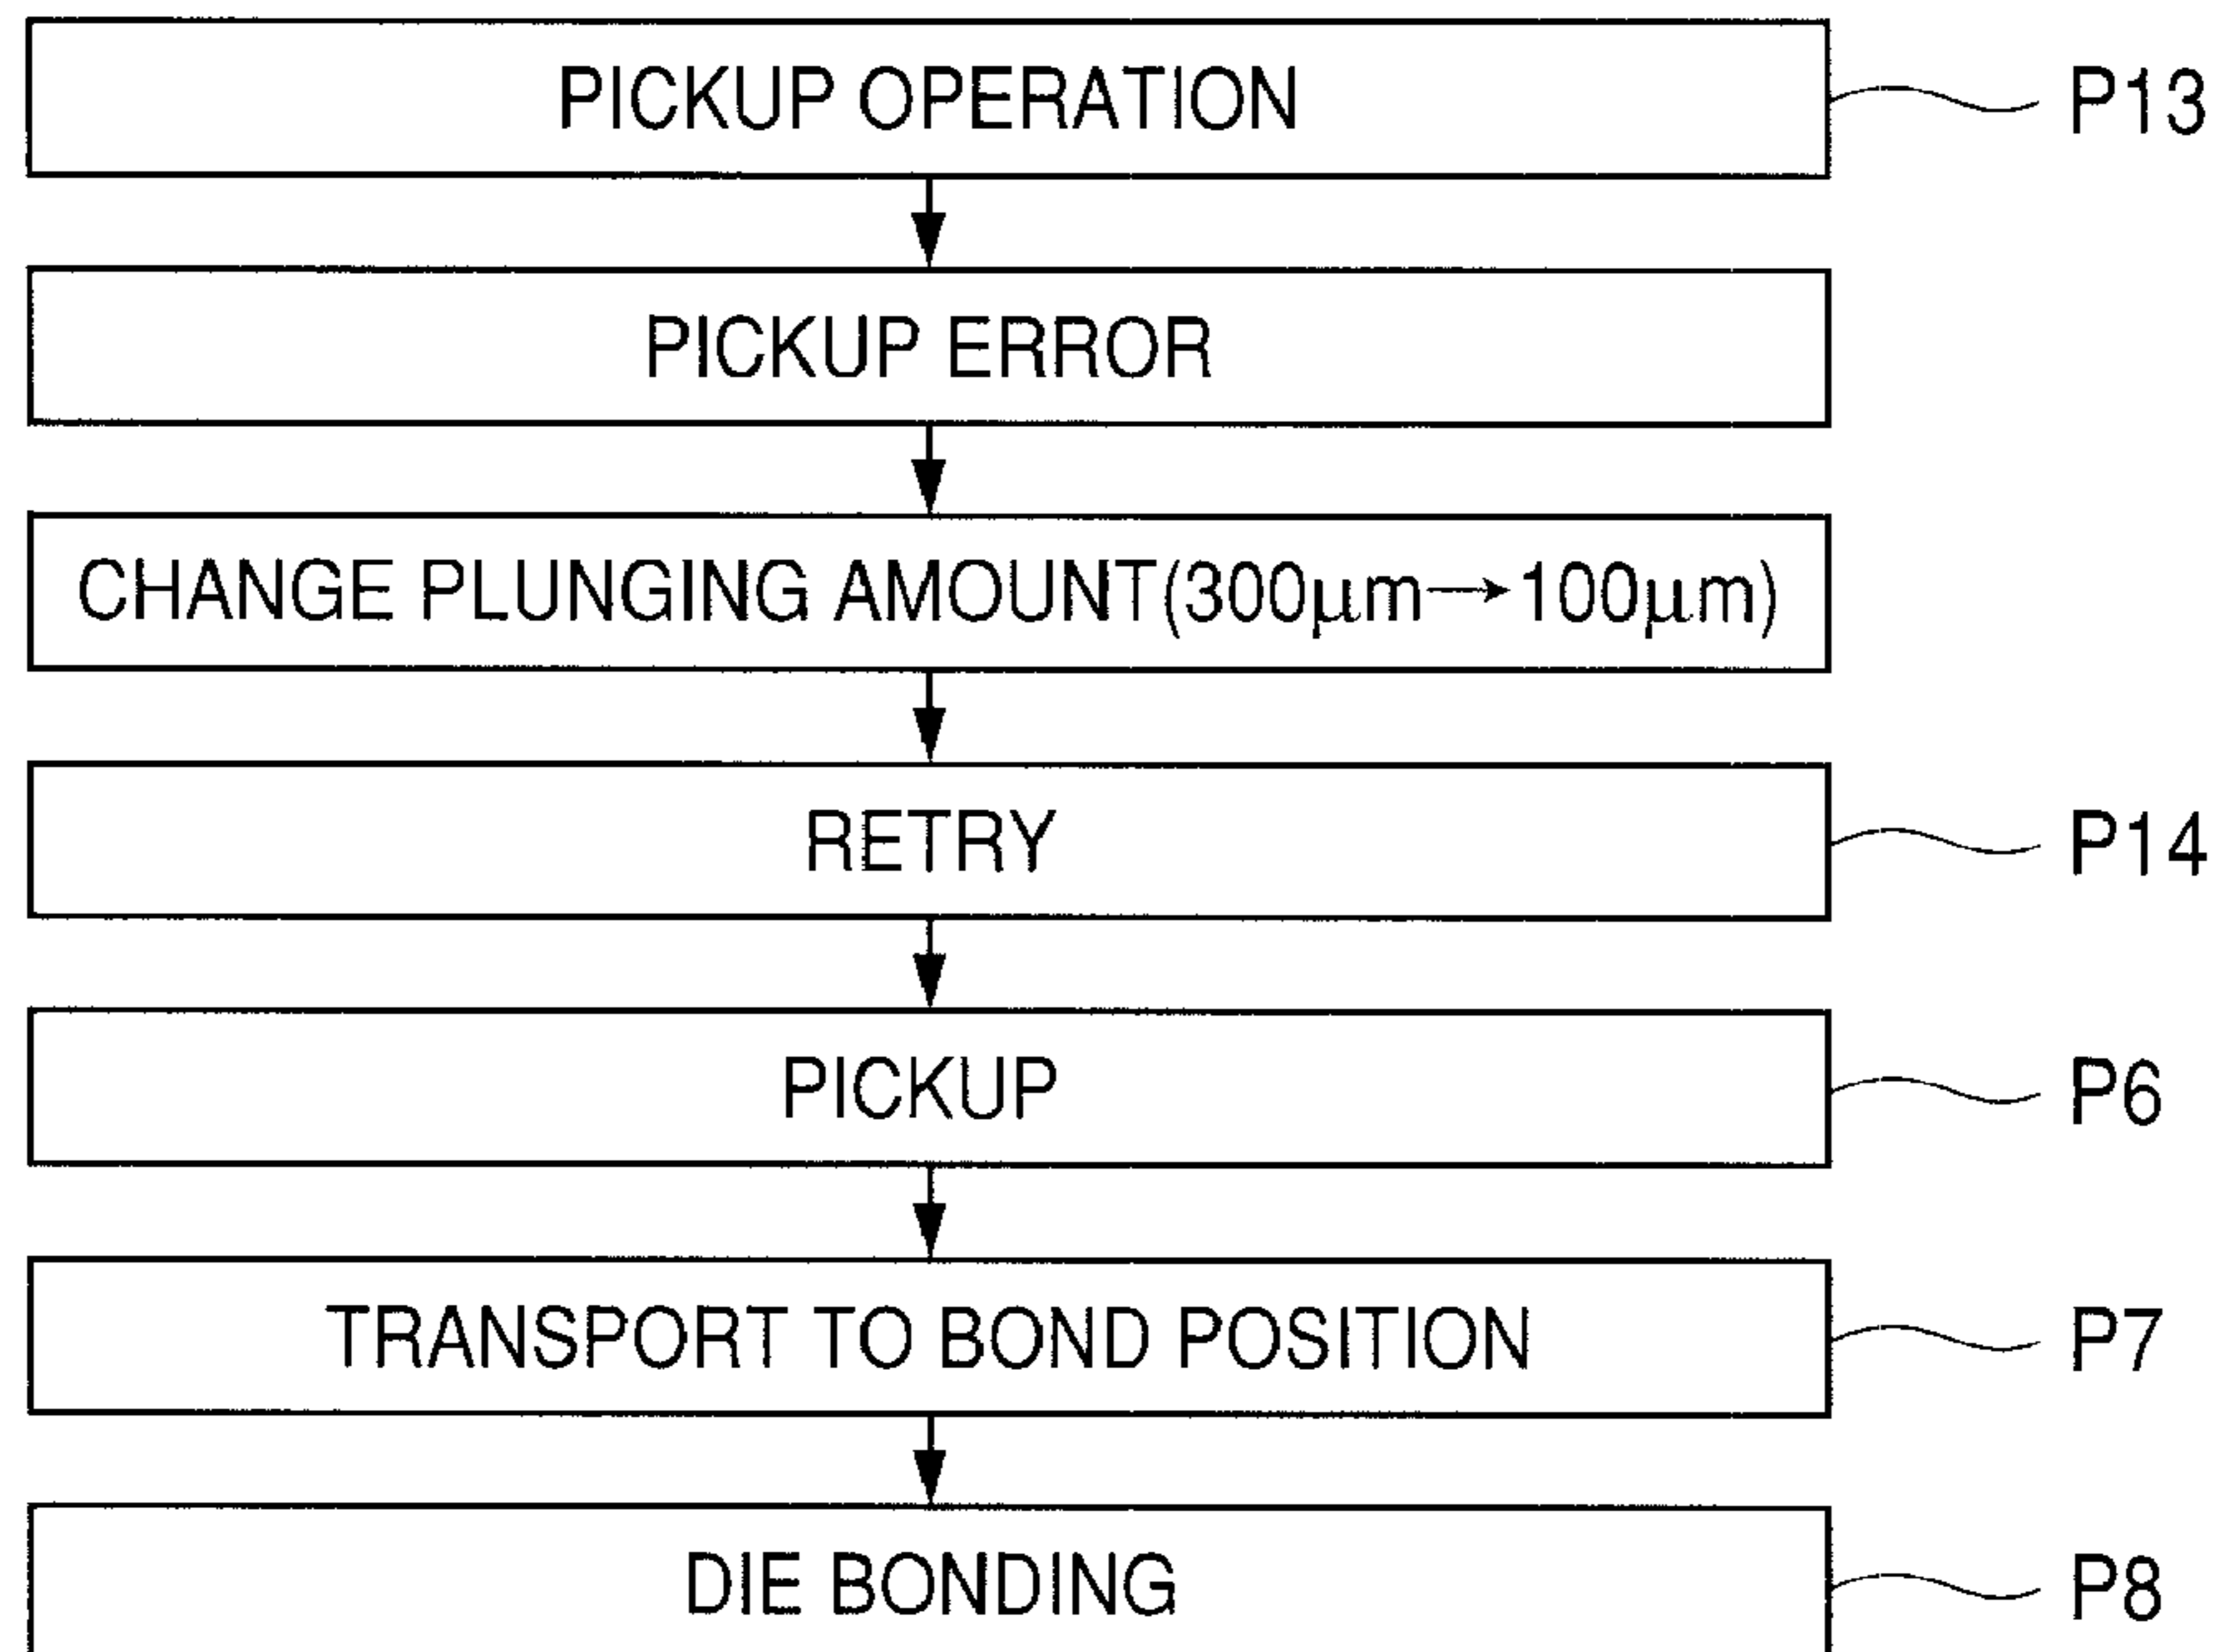 PICKUP OPERATION P13
PICKUP ERROR
CHANGE PLUNGING AMOUNT(300µm→100µm)
RETRY P14
PICKUP P6
TRANSPORT TO BOND POSITION P7
DIE BONDING P8